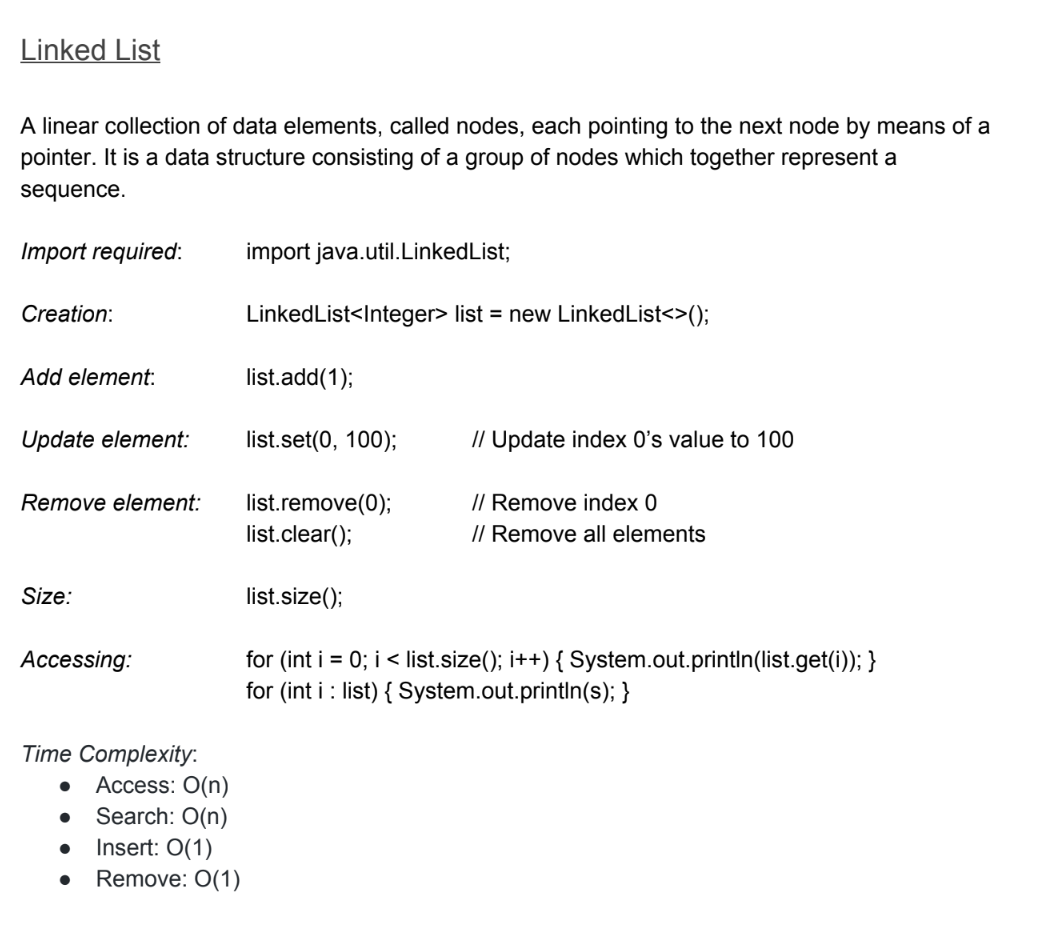 Linked List
A linear collection of data elements, called nodes, each pointing to the next node by means of a
pointer. It is a data structure consisting of a group of nodes which together represent a
sequence.
Import required: import java.util.LinkedList;
Creation: LinkedList<Integer> list = new LinkedList<>();
Add element: list.add(1);
Update element: list.set(0, 100); // Update index 0’s value to 100
Remove element: list.remove(0); // Remove index 0
list.clear(); // Remove all elements
Size: list.size();
Accessing: for (int i = 0; i < list.size(); i++) { System.out.println(list.get(i)); }
for (int i : list) { System.out.println(s); }
Time Complexity:
● Access: O(n)
● Search: O(n)
● Insert: O(1)
● Remove: O(1)